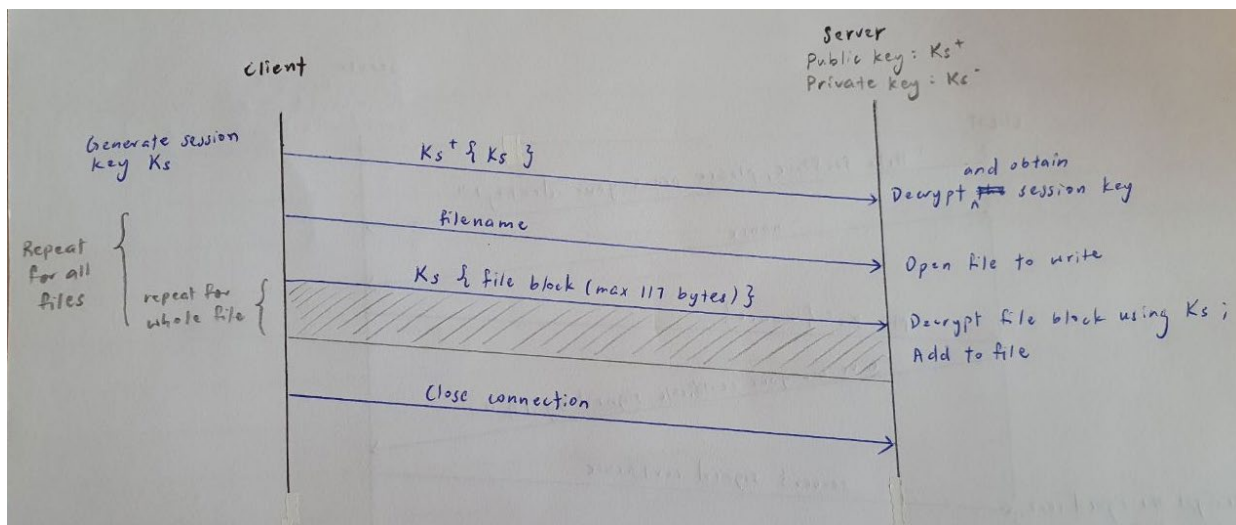 Server
Public key : Ks+
Private key : Ks-
Client
Generate session
key Ks
Ks+ { Ks }
and obtain
Decrypt ^ session key
filename
Open file to write
Repeat
for all
files
repeat for
whole file
Ks { file block (max 117 bytes) }
Decrypt file block using Ks ;
Add to file
Close connection